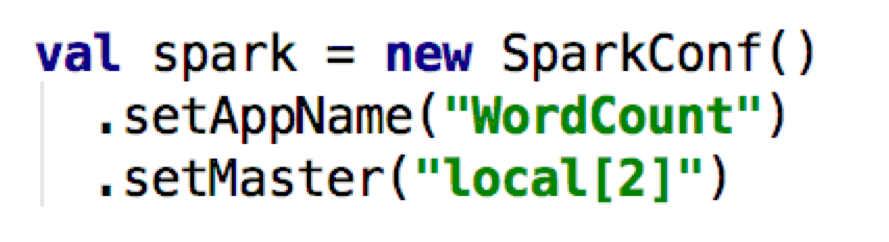 val spark = new SparkConf()
.setAppName("WordCount")
.setMaster("local[2]")